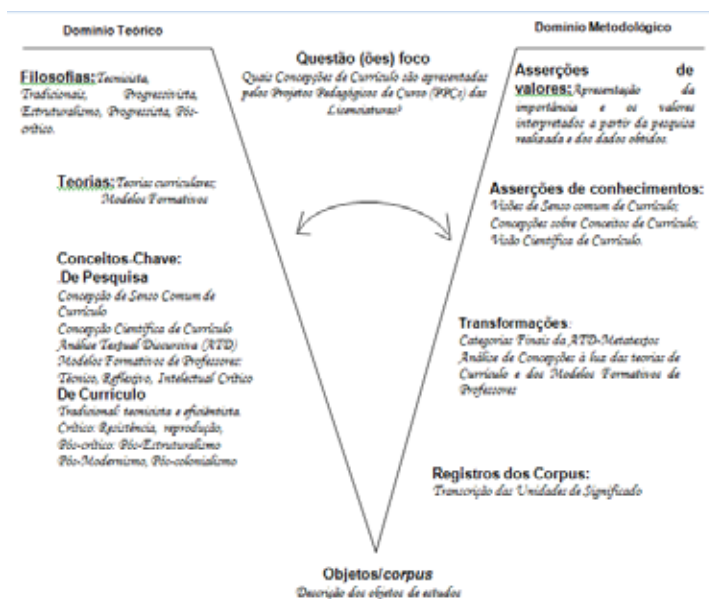 Domínio Teórico
Filosofias: Tecnicista,
Tradicionais, Progressivista,
Estruturalismo, Progressista, Pós-
crítico.
Teorias: Teorias curriculares;
Modelos Formativos
Conceitos-Chave:
.De Pesquisa
Concepção de Senso Comum de
Currículo
Concepção Científica de Currículo
Análise Textual Discursiva (ATD)
Modelos Formativos de Professores:
Técnico, Reflexivo, Intelectual Crítico
De Currículo
Tradicional: tecnicista e eficientista.
Crítico: Resistência, reprodução,
Pós-crítico: Pós-Estruturalismo
Pós-Modernismo, Pós-colonialismo
Questão (ões) foco
Quais Concepções de Currículo são apresentadas
pelos Projetos Pedagógicos de Curso (PPCs) das
Licenciaturas?
Domínio Metodológico
Asserções de
valores: Apresentação da
importância e os valores
interpretados a partir da pesquisa
realizada e dos dados obtidos.
Asserções de conhecimentos:
Visões de Senso comum de Currículo;
Concepções sobre Conceitos de Currículo;
Visão Científica de Currículo.
Transformações:
Categorias Finais da ATD-Metatextos
Análise de Concepções à luz das teorias de
Currículo e dos Modelos Formativos de
Professores
Registros dos Corpus:
Transcrição das Unidades de Significado
Objetos/corpus
Descrição dos objetos de estudos